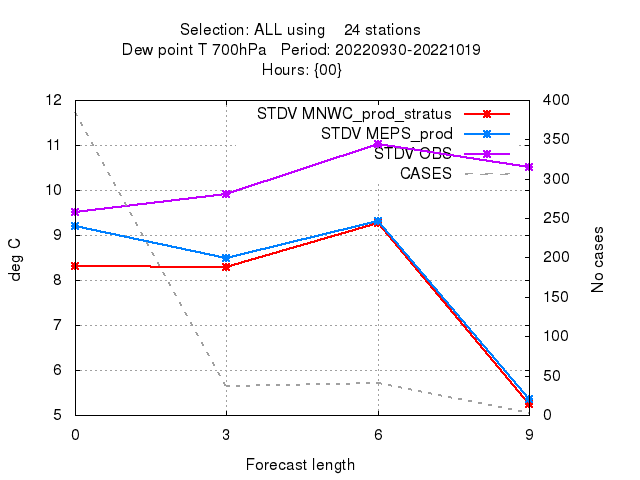 Selection: ALL using    24 stations
Dew point T 700hPa   Period: 20220930-20221019
Hours: {00}
12 400
STDV MNWC_prod_stratus
STDV MEPS_prod
11 350
STDV OBS
CASES
10 300
9 250
deg C
No cases
8 200
150
7
100
6
50
5 0
0 3 6 9
Forecast length